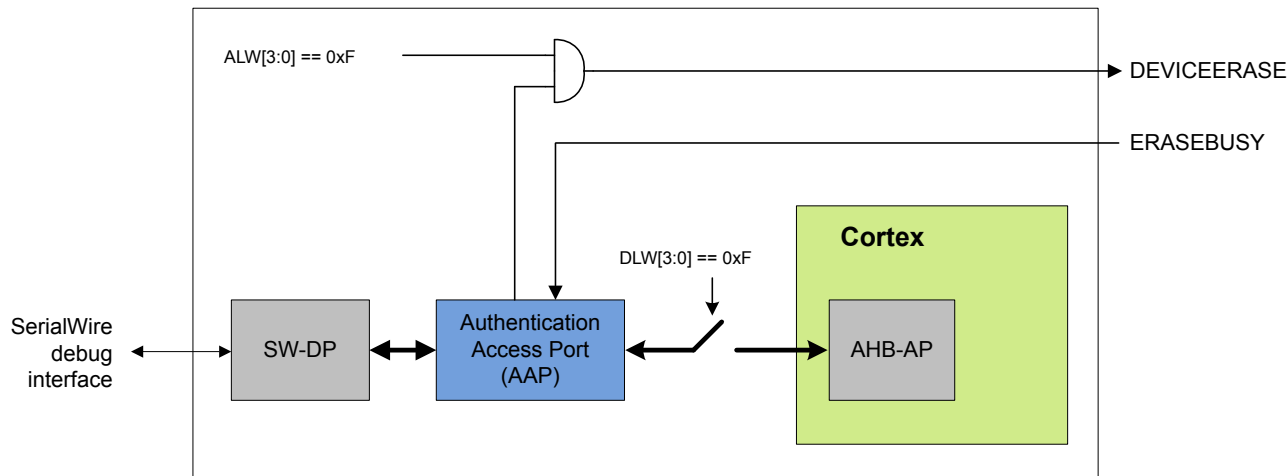 ALW[3:0] == 0xF
DEVICEERASE
ERASEBUSY
Cortex
DLW[3:0] == 0xF
SerialWire
debug
interface
SW-DP
Authentication
Access Port
(AAP)
AHB-AP